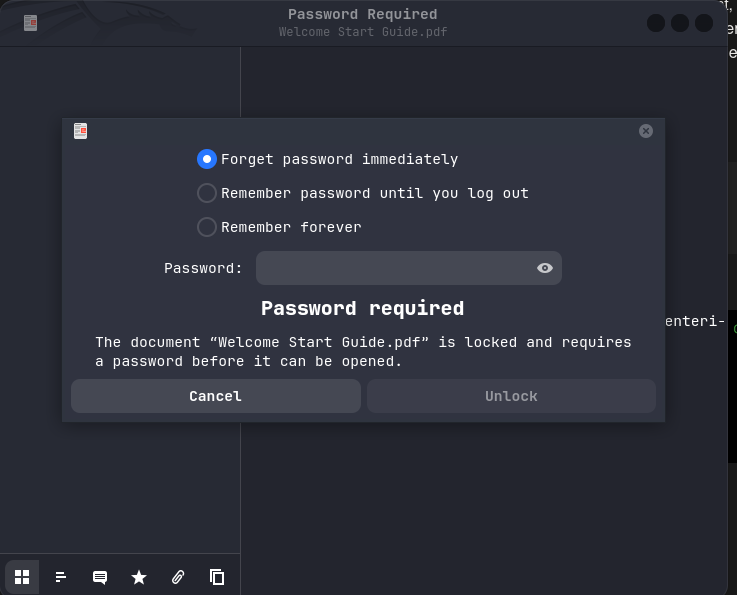 Password Required
Welcome Start Guide.pdf
Forget password immediately
Remember password until you log out
Remember forever
Password:
Password required
The document “Welcome Start Guide.pdf” is locked and requires
a password before it can be opened.
Cancel
Unlock
enteri-